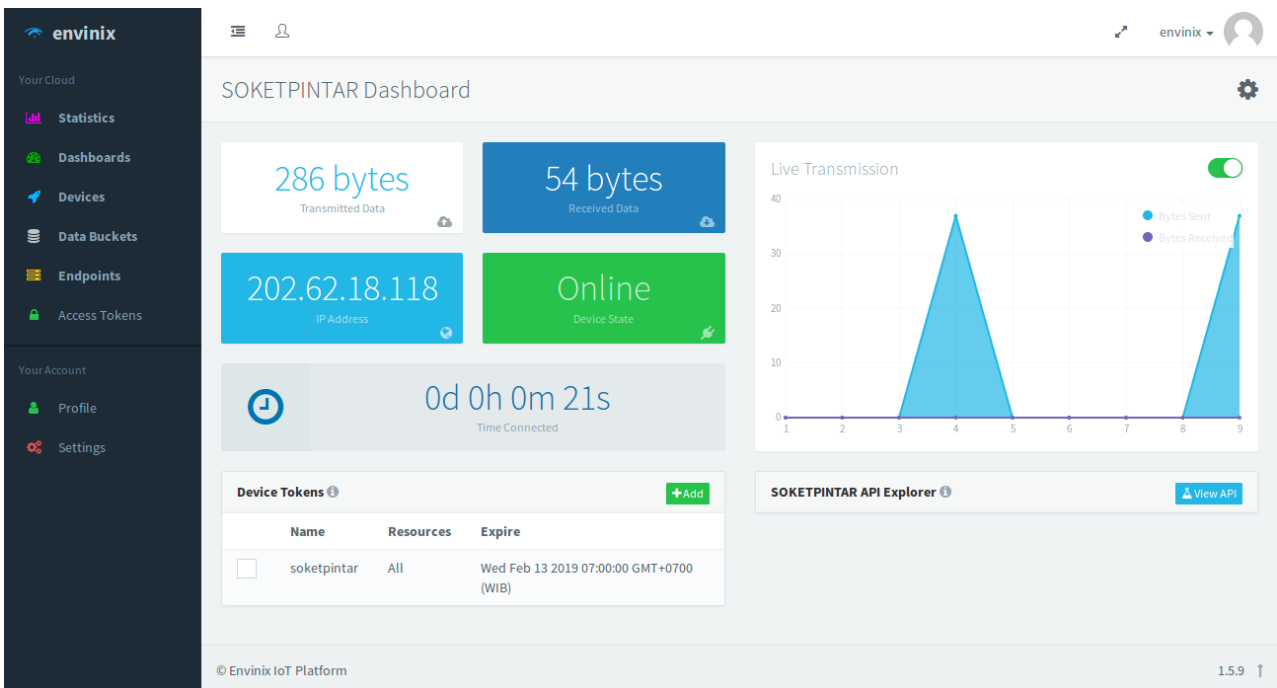 envinix
envinix
Your Cloud
Statistics
Dashboards
Devices
Data Buckets
Endpoints
Access Tokens
Your Account
Profile
Settings
SOKETPINTAR Dashboard
286 bytes
Transmitted Data
54 bytes
Received Data
202.62.18.118
IP Address
Online
Device State
0d 0h 0m 21s
Time Connected
Live Transmission
40
30
20
10
0
1 2 3 4 5 6 7 8 9
Bytes Sent
Bytes Received
Device Tokens
Add
Name Resources Expire
soketpintar All Wed Feb 13 2019 07:00:00 GMT+0700
(WIB)
SOKETPINTAR API Explorer
View API
© Envinix IoT Platform
1.5.9